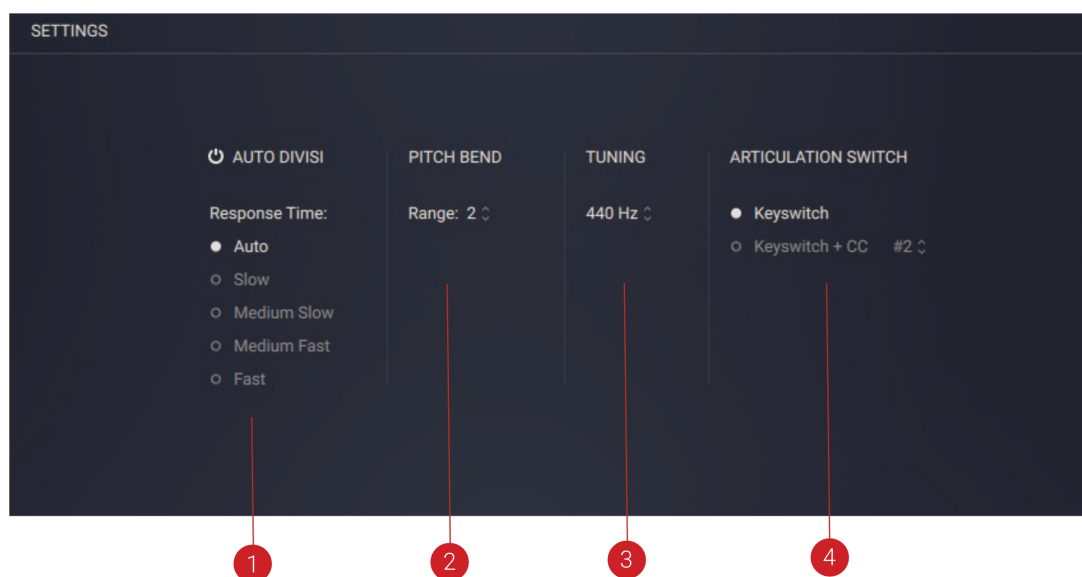 SETTINGS
AUTO DIVISI
Response Time:
Auto
Slow
Medium Slow
Medium Fast
Fast
PITCH BEND
Range: 2
TUNING
440 Hz
ARTICULATION SWITCH
Keyswitch
Keyswitch + CC #2
1
2
3
4